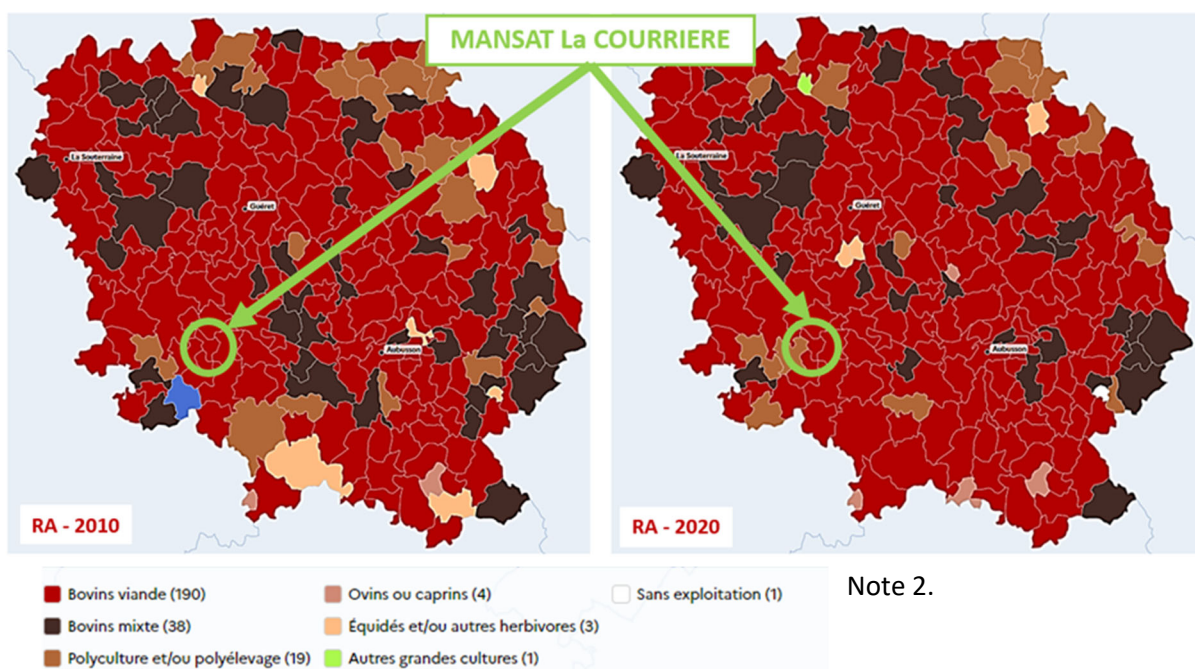 MANSAT La COURRIERE
La Souterraine
Guéret
Aubusson
RA - 2010
La Souterraine
Guéret
Aubusson
RA - 2020
Bovins viande (190)
Bovins mixte (38)
Polyculture et/ou polyélevage (19)
Ovins ou caprins (4)
Équidés et/ou autres herbivores (3)
Autres grandes cultures (1)
Sans exploitation (1)
Note 2.